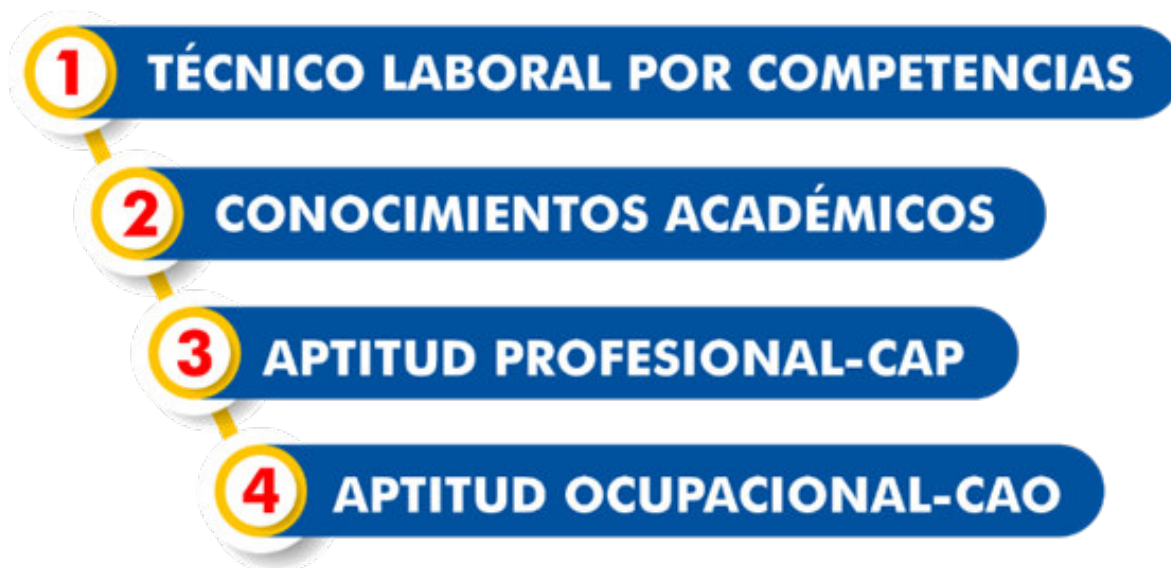 1 TÉCNICO LABORAL POR COMPETENCIAS
2 CONOCIMIENTOS ACADÉMICOS
3 APTITUD PROFESIONAL-CAP
4 APTITUD OCUPACIONAL-CAO